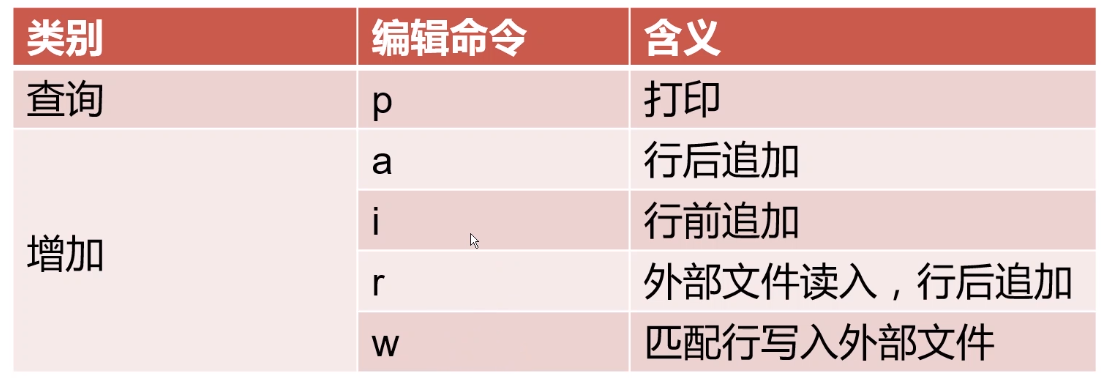 类别 编辑命令 含义
查询 p 打印
增加
a 行后追加
i 行前追加
r 外部文件读入，行后追加
w 匹配行写入外部文件